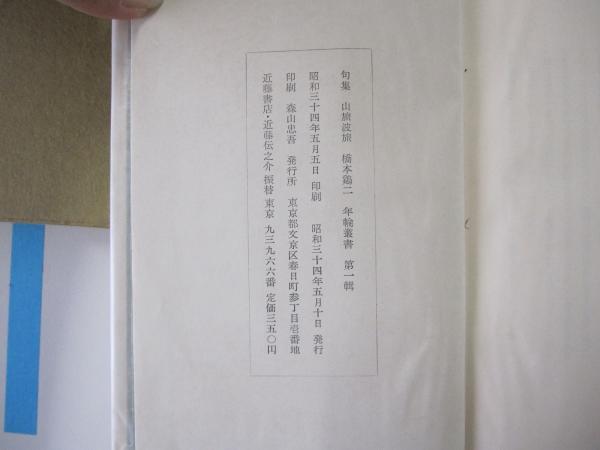 句集　山旅波旅　橋本鶏二　年輪叢書　第一輯
昭和三十四年五月五日　印刷　昭和三十四年五月十日　発行
印刷　森山忠吾　発行所　東京都文京区春日町参丁目壱番地
近藤書店・近藤伝之介　振替　東京　九三九六六番　定価三五〇円